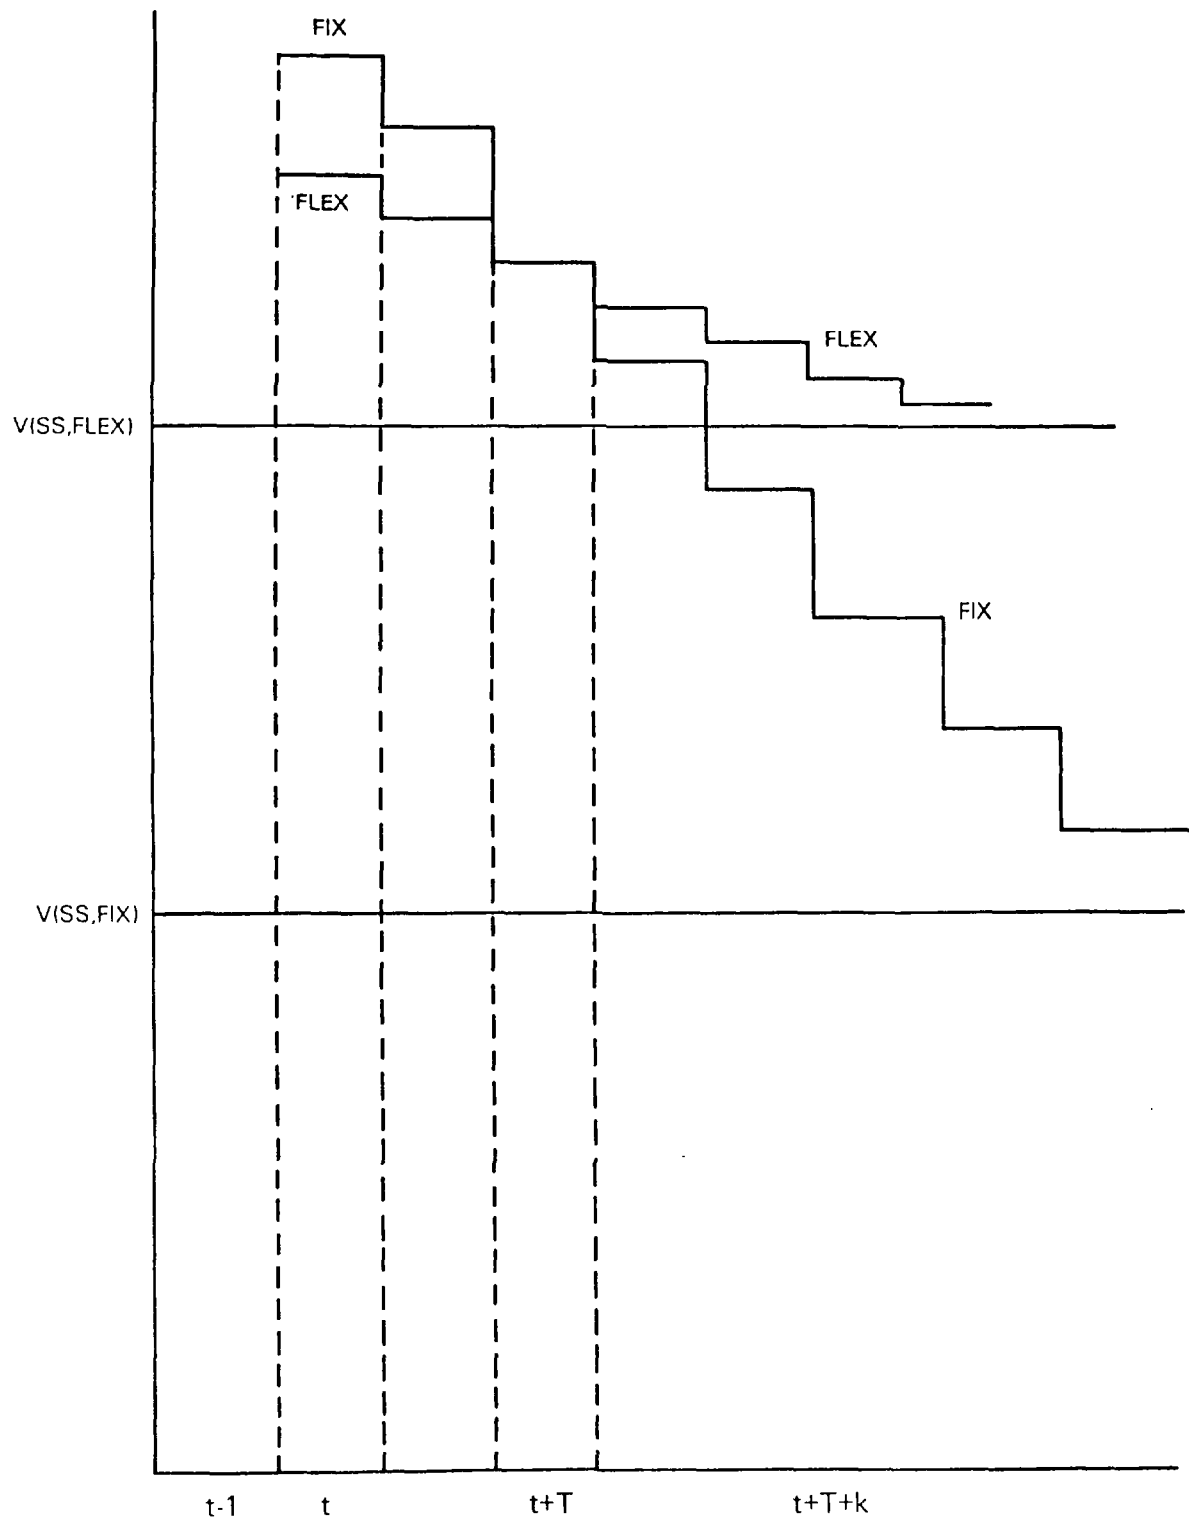 FIX
FLEX
FLEX
V(SS,FLEX)
FIX
V(SS,FIX)
t-1 t t+T t+T+k